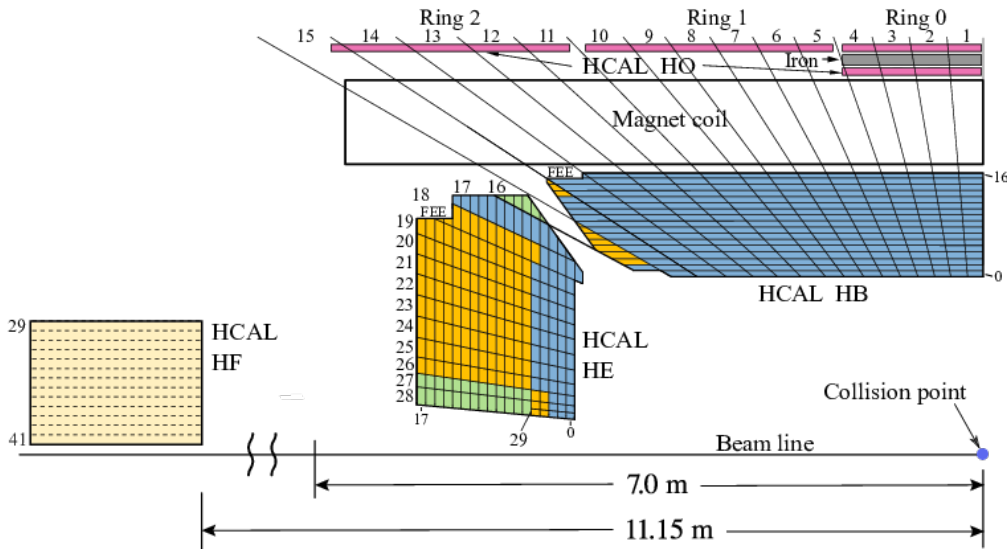 Ring 2
Ring 1
Ring 0
15 14 13 12 11 10 9 8 7 6 5 4 3 2 1
HCAL HO
Iron
Magnet coil
FEE
16
0
HCAL HB
18 17 16
FEE
19
20
21
22
23
24
25
26
27
28
17
29
0
HCAL
HE
29
41
HCAL
HF
Collision point
Beam line
7.0 m
11.15 m